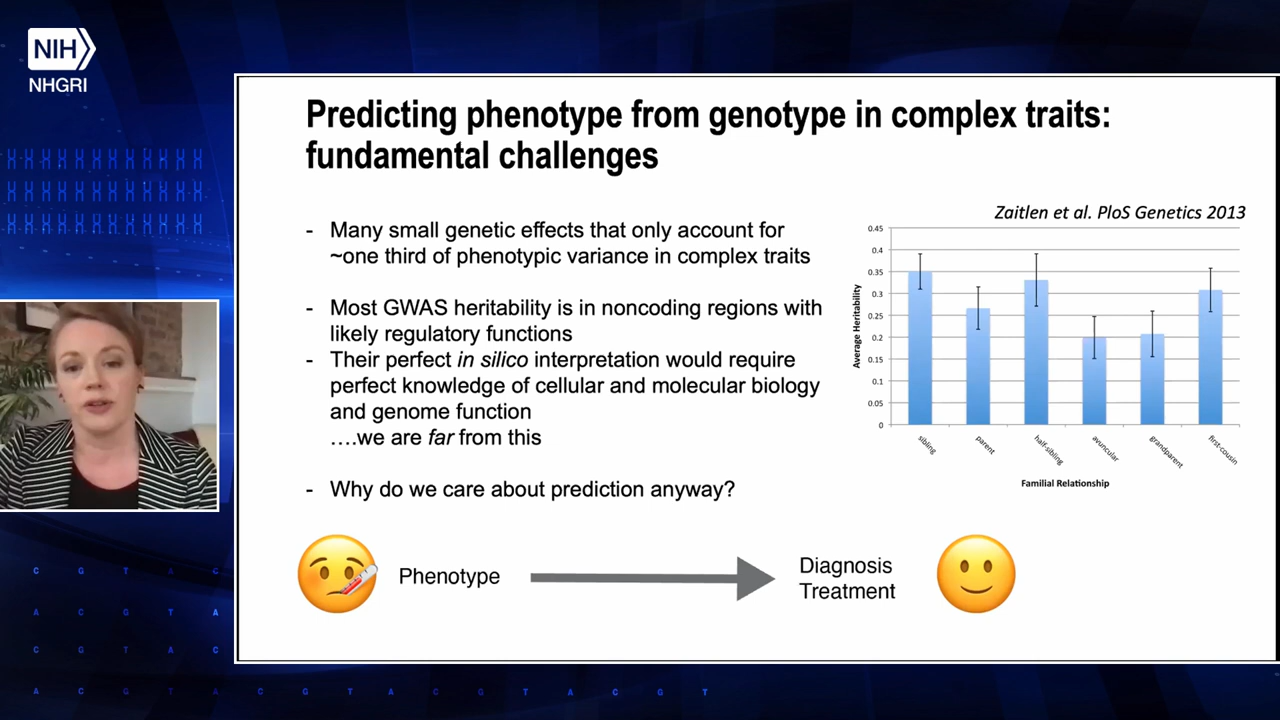 NIH
NHGRI
Predicting phenotype from genotype in complex traits:
fundamental challenges
- Many small genetic effects that only account for
~one third of phenotypic variance in complex traits
- Most GWAS heritability is in noncoding regions with
likely regulatory functions
- Their perfect in silico interpretation would require
perfect knowledge of cellular and molecular biology
and genome function
….we are far from this
- Why do we care about prediction anyway?
Zaitlen et al. PloS Genetics 2013
0.45
0.4
0.35
0.3
0.25
0.2
0.15
0.1
0.05
0
Average Heritability
sibling
parent
half-sibling
avuncular
grandparent
first-cousin
Familial Relationship
Phenotype
Diagnosis
Treatment
C G T A C
A C G T A
C G T A C
A C G T A C G T A C G T A C G T